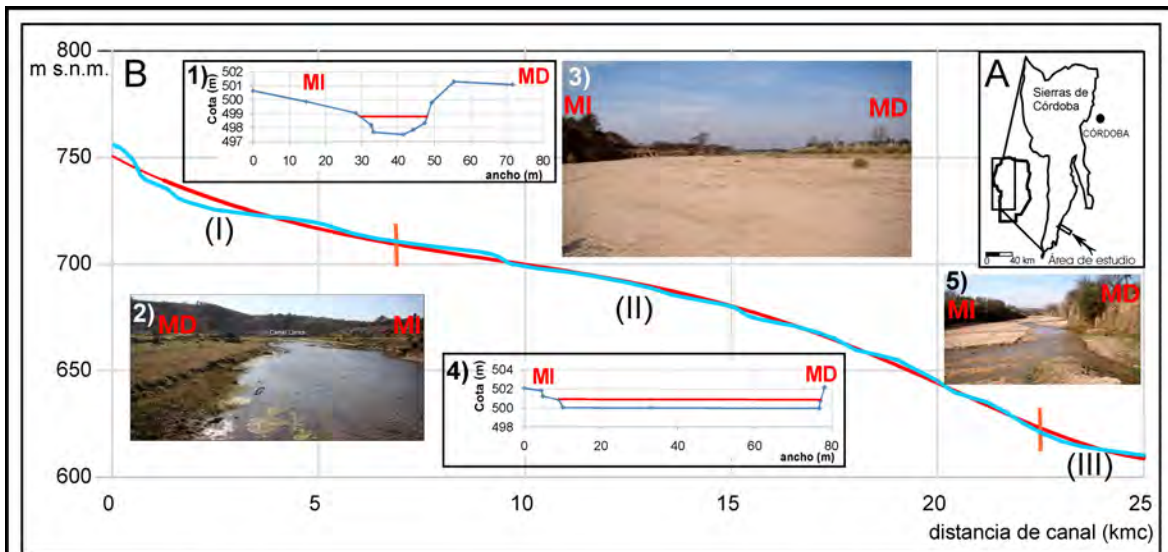 800
m s.n.m.
B
750
700
650
600
0
5
10
15
20
25
distancia de canal (kmc)
(I)
(II)
(III)
1)
MI
MD
Cota (m)
502
501
500
499
498
497
0 10 20 30 40 50 60 70 80
ancho (m)
2)
MD
MI
3)
MI
MD
4)
MI
MD
Cota (m)
504
502
500
498
0 20 40 60 80
ancho (m)
5)
MI
MD
A
Sierras de
Córdoba
CÓRDOBA
0 40 km
Área de estudio